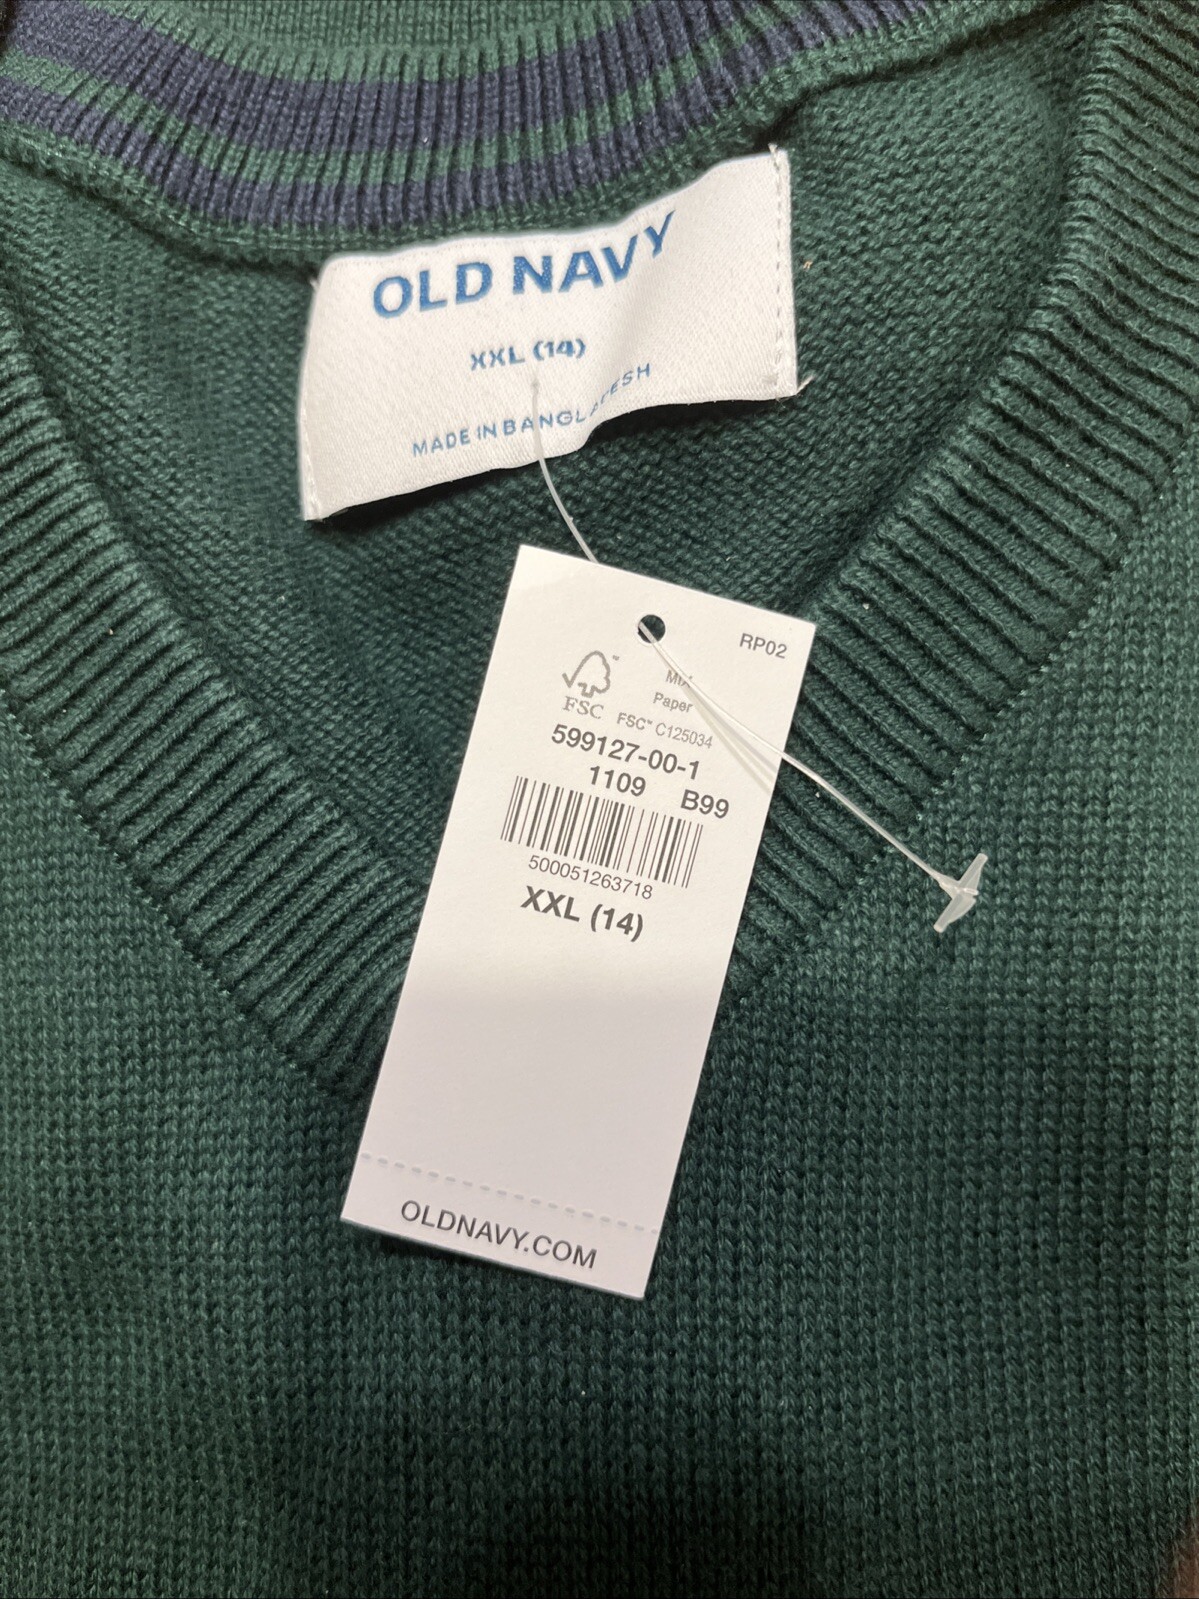 OLD NAVY
XXL (14)
MADE IN BANGLADESH
RP02
MIX
Paper
FSC™ C125034
FSC
599127-00-1
1109 B99
500051263718
XXL (14)
OLDNAVY.COM